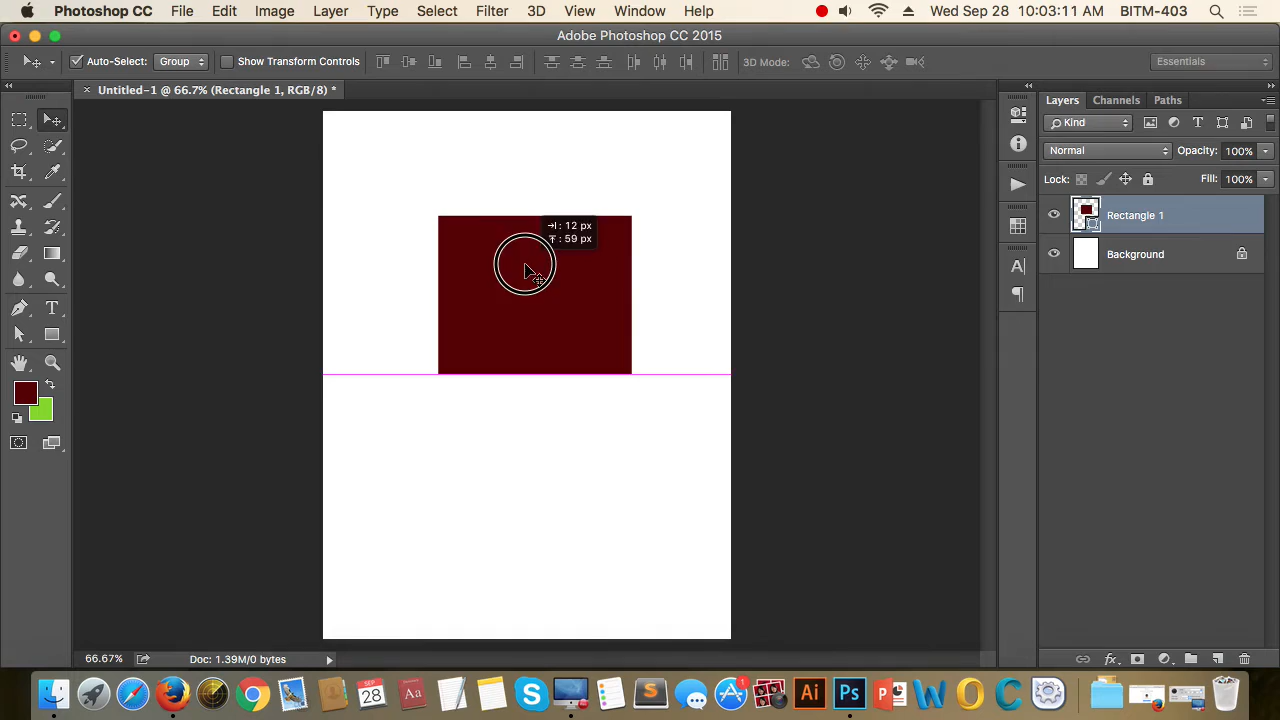 Photoshop CC File Edit Image Layer Type Select Filter 3D View Window Help Wed Sep 28 10:03:11 AM BITM-403
Adobe Photoshop CC 2015
Auto-Select: Group Show Transform Controls 3D Mode: Essentials
Untitled-1 @ 66.7% (Rectangle 1, RGB/8) *
Layers Channels Paths
Kind
Normal Opacity: 100%
Lock: Fill: 100%
Rectangle 1
Background
: 12 px
: 59 px
66.67% Doc: 1.39M/0 bytes
SEP
28
Aa
S
S
1
Ai
Ps
P
W
O
C